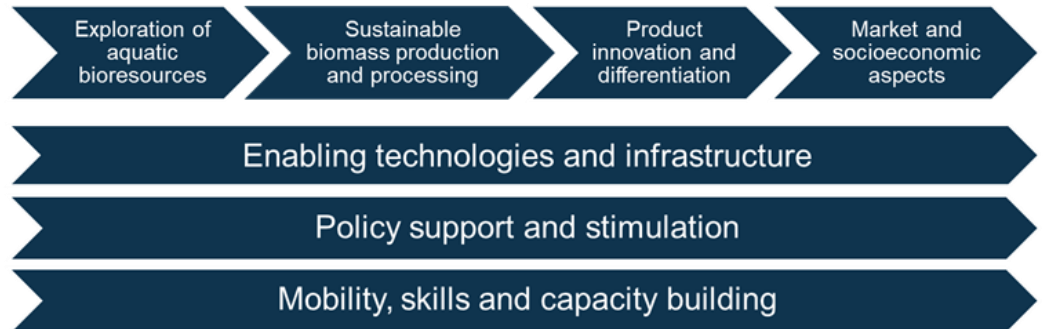 Exploration of
aquatic
bioresources
Sustainable
biomass production
and processing
Product
innovation and
differentiation
Market and
socioeconomic
aspects
Enabling technologies and infrastructure
Policy support and stimulation
Mobility, skills and capacity building